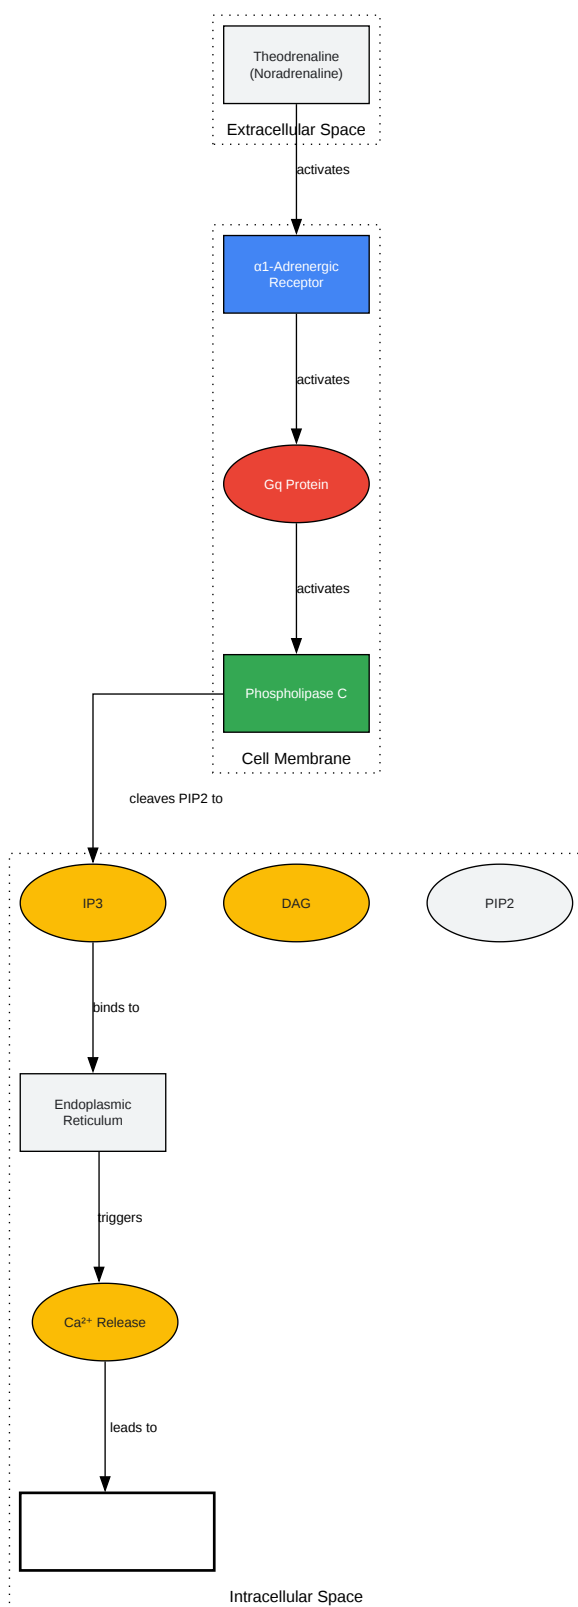 Theodrenaline
(Noradrenaline)
Extracellular Space
activates
α1-Adrenergic
Receptor
activates
Gq Protein
activates
Phospholipase C
Cell Membrane
cleaves PIP2 to
IP3
DAG
PIP2
binds to
Endoplasmic
Reticulum
triggers
Ca²⁺ Release
leads to
Intracellular Space